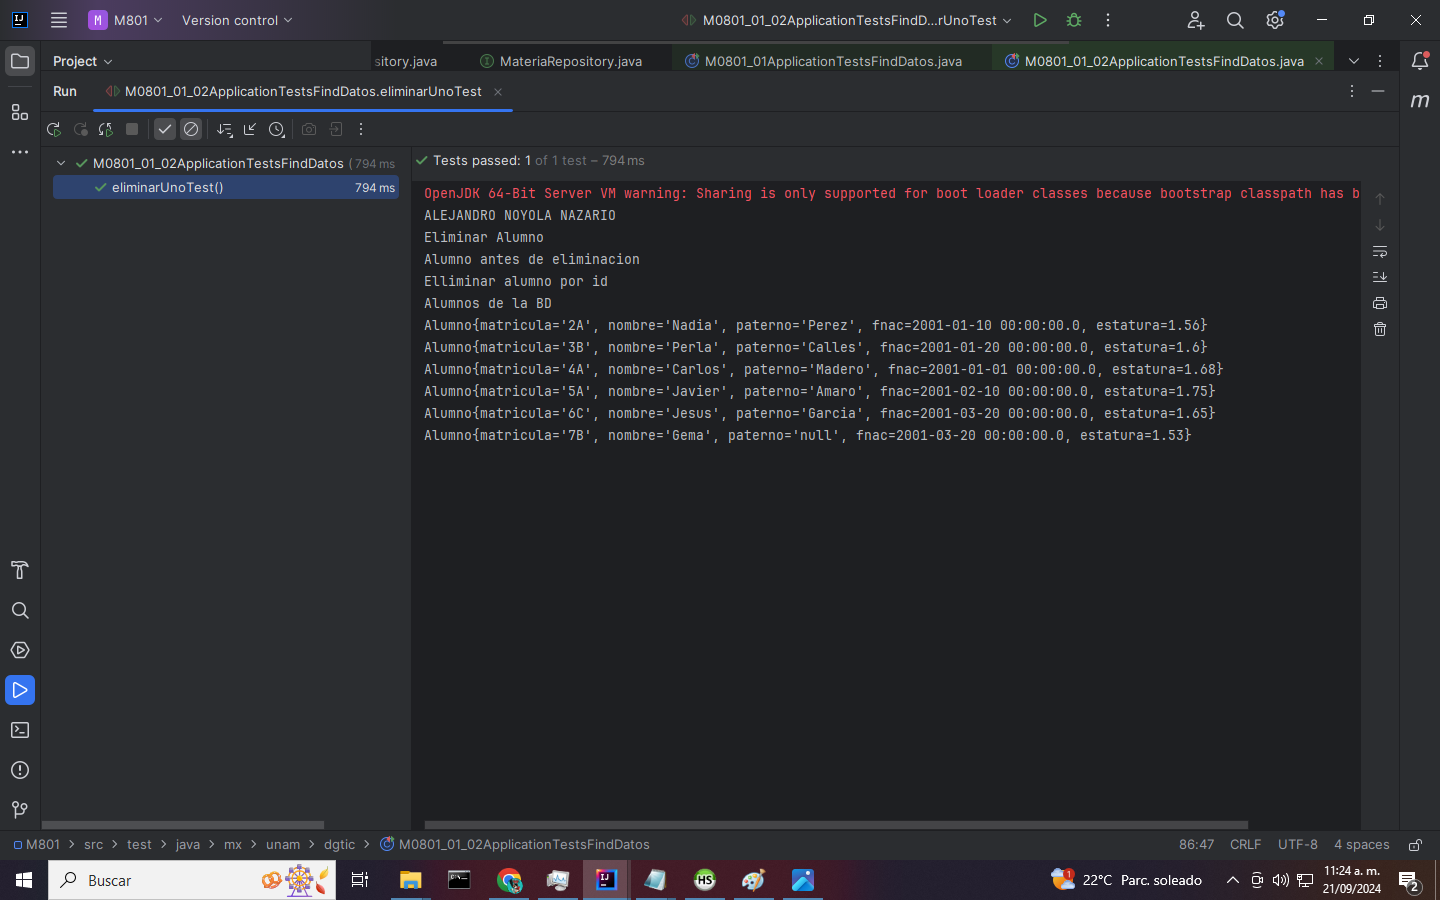 M M801 Version control M0801_01_02ApplicationTestsFindD...rUnoTest
Project sitory.java MateriaRepository.java M0801_01ApplicationTestsFindDatos.java M0801_01_02ApplicationTestsFindDatos.java
Run M0801_01_02ApplicationTestsFindDatos.eliminarUnoTest
M0801_01_02ApplicationTestsFindDatos (794 ms
Tests passed: 1 of 1 test – 794 ms
eliminarUnoTest() 794 ms
OpenJDK 64-Bit Server VM warning: Sharing is only supported for boot loader classes because bootstrap classpath has b
ALEJANDRO NOYOLA NAZARIO
Eliminar Alumno
Alumno antes de eliminacion
Elliminar alumno por id
Alumnos de la BD
Alumno{matricula='2A', nombre='Nadia', paterno='Perez', fnac=2001-01-10 00:00:00.0, estatura=1.56}
Alumno{matricula='3B', nombre='Perla', paterno='Calles', fnac=2001-01-20 00:00:00.0, estatura=1.6}
Alumno{matricula='4A', nombre='Carlos', paterno='Madero', fnac=2001-01-01 00:00:00.0, estatura=1.68}
Alumno{matricula='5A', nombre='Javier', paterno='Amaro', fnac=2001-02-10 00:00:00.0, estatura=1.75}
Alumno{matricula='6C', nombre='Jesus', paterno='Garcia', fnac=2001-03-20 00:00:00.0, estatura=1.65}
Alumno{matricula='7B', nombre='Gema', paterno='null', fnac=2001-03-20 00:00:00.0, estatura=1.53}
M801 > src > test > java > mx > unam > dgtic > M0801_01_02ApplicationTestsFindDatos 86:47 CRLF UTF-8 4 spaces
Buscar HS 1 22°C Parc. soleado 11:24 a. m.
21/09/2024 2